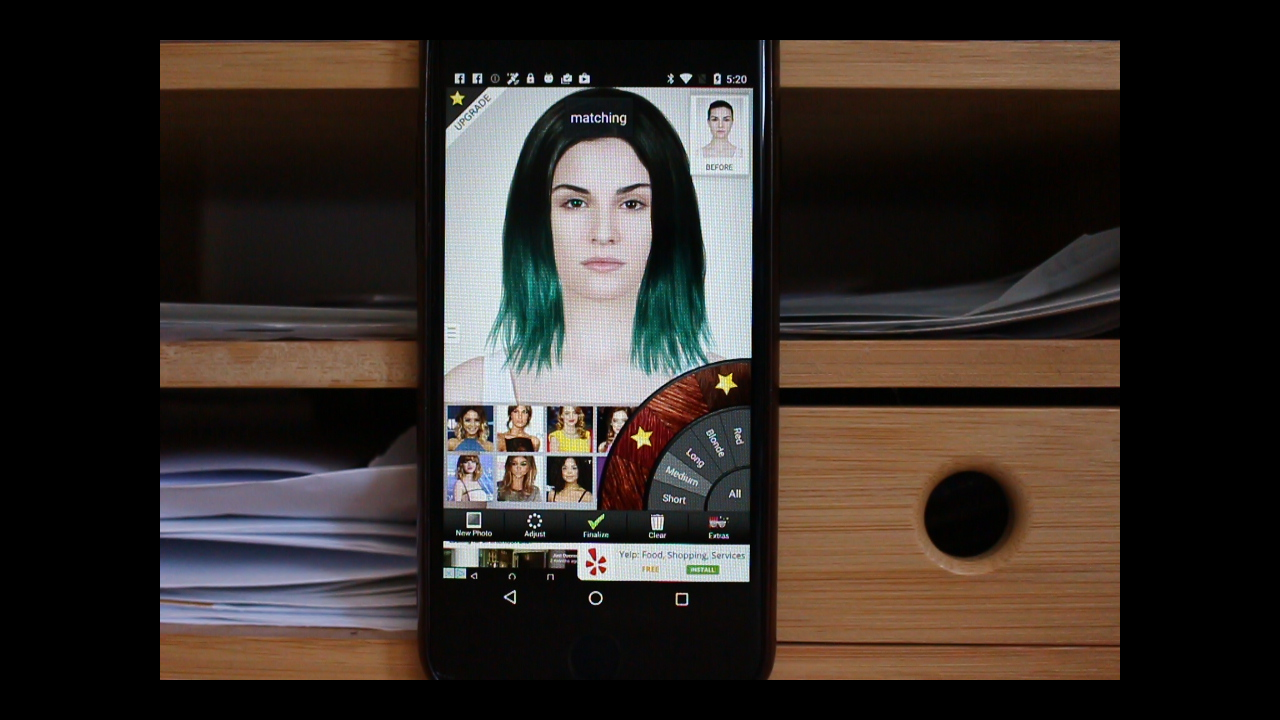 5:20
UPGRADE
matching
BEFORE
Red
Blonde
Long
Medium
Short
All
New Photo
Adjust
Finalize
Clear
Extras
Yelp: Food, Shopping, Services
FREE
INSTALL